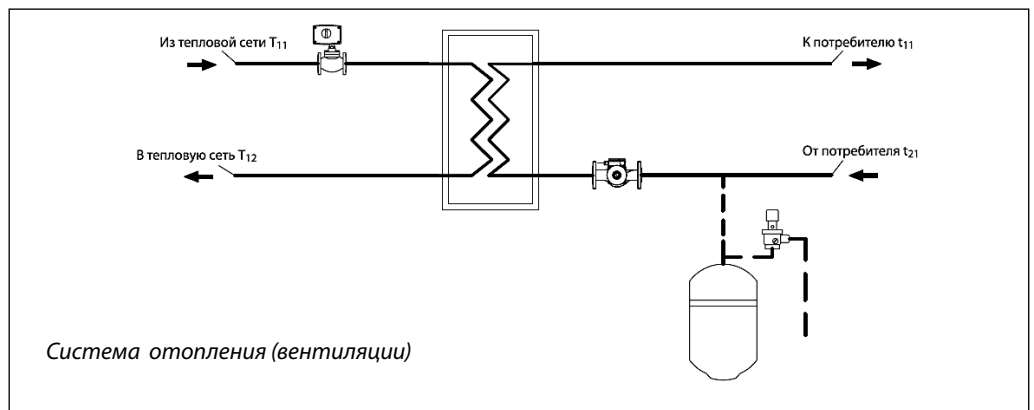 Из тепловой сети T11
К потребителю t11
В тепловую сеть T12
От потребителя t21
Система отопления (вентиляции)